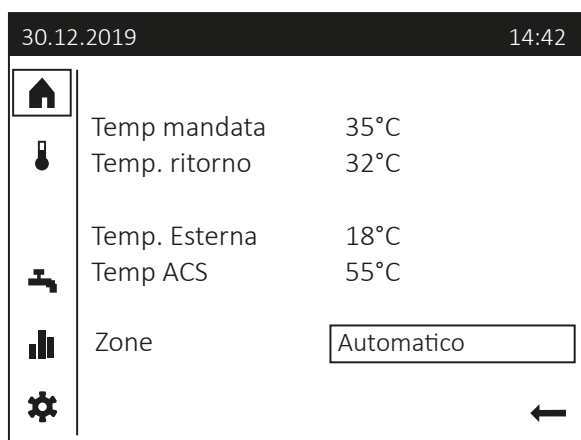 30.12.2019 14:42
Temp mandata 35°C
Temp. ritorno 32°C
Temp. Esterna 18°C
Temp ACS 55°C
Zone Automatico